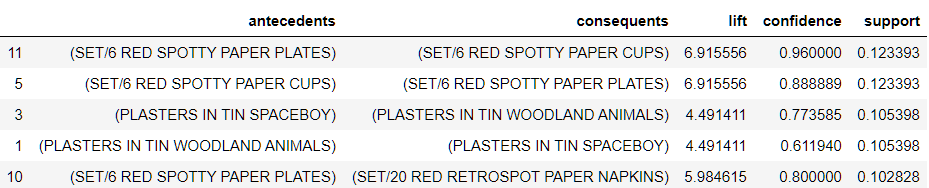 antecedents consequents lift confidence support
11 (SET/6 RED SPOTTY PAPER PLATES) (SET/6 RED SPOTTY PAPER CUPS) 6.915556 0.960000 0.123393
5 (SET/6 RED SPOTTY PAPER CUPS) (SET/6 RED SPOTTY PAPER PLATES) 6.915556 0.888889 0.123393
3 (PLASTERS IN TIN SPACEBOY) (PLASTERS IN TIN WOODLAND ANIMALS) 4.491411 0.773585 0.105398
1 (PLASTERS IN TIN WOODLAND ANIMALS) (PLASTERS IN TIN SPACEBOY) 4.491411 0.611940 0.105398
10 (SET/6 RED SPOTTY PAPER PLATES) (SET/20 RED RETROSPOT PAPER NAPKINS) 5.984615 0.800000 0.102828